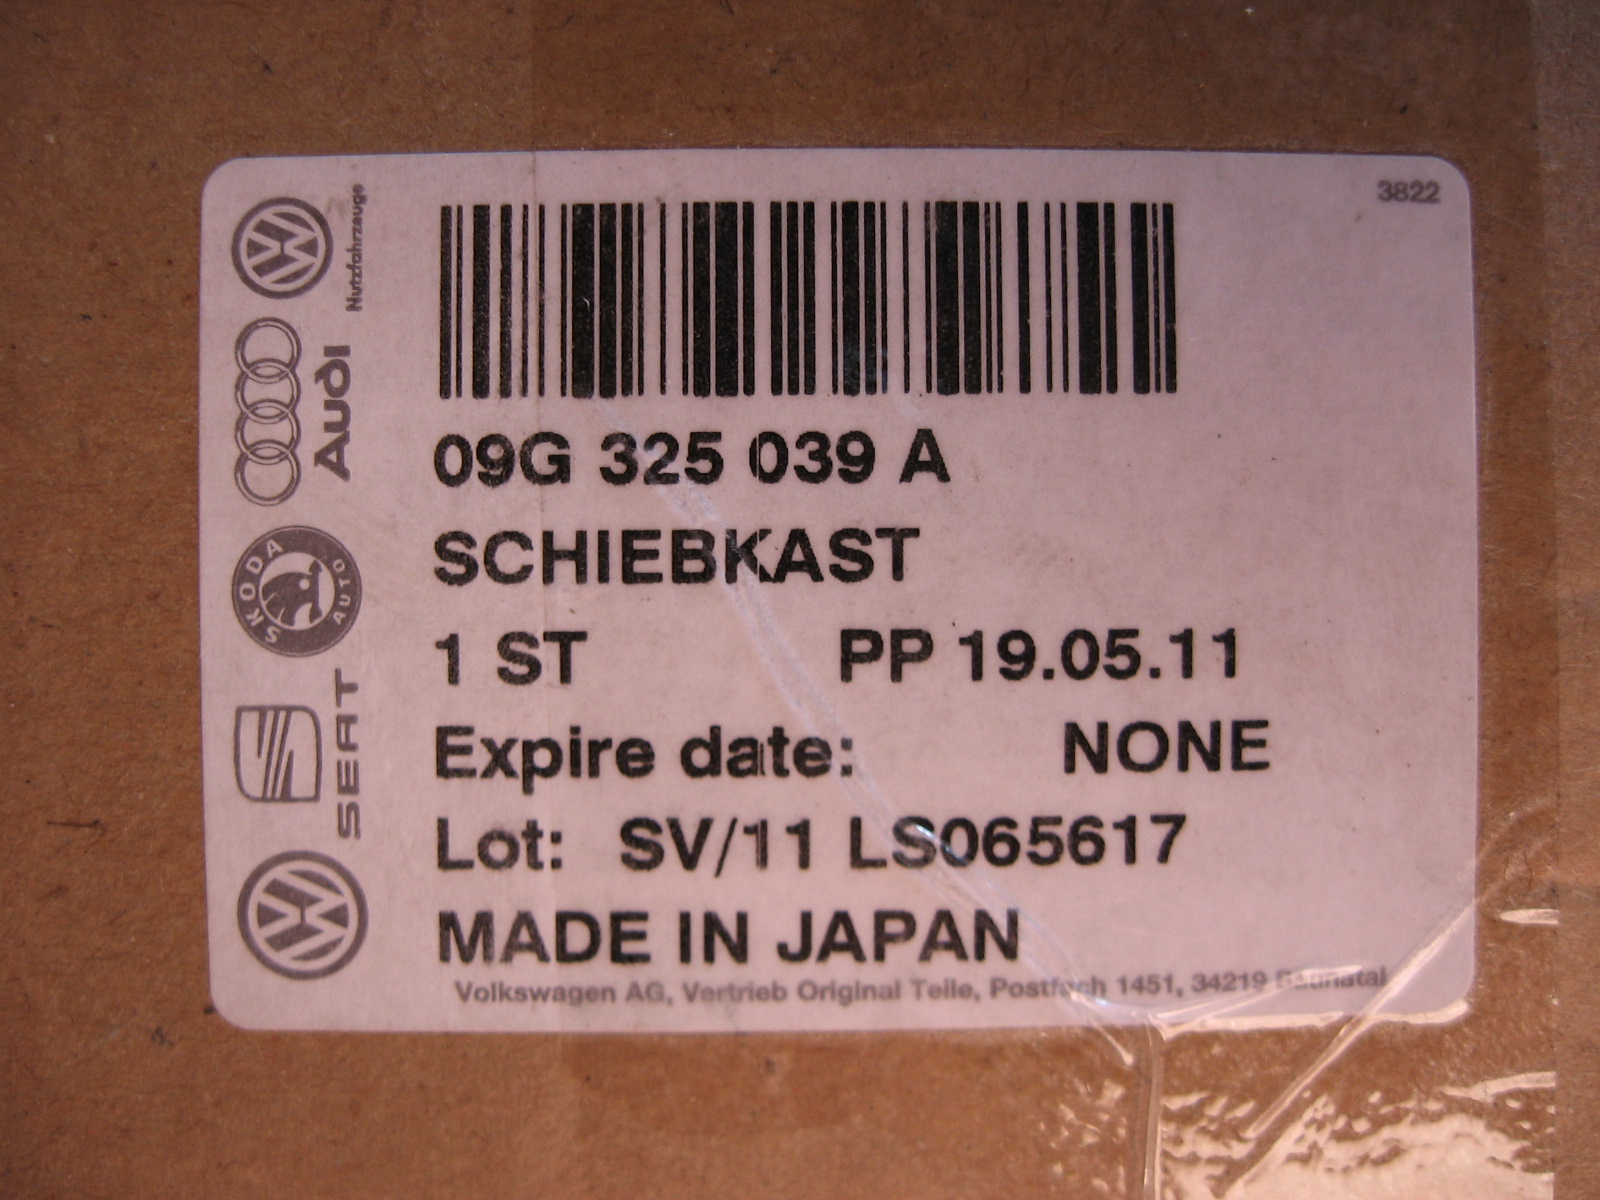 3822
Nutzfahrzeuge
Audi
SKODA AUTO
SEAT
09G 325 039 A
SCHIEBKAST
1 ST PP 19.05.11
Expire date: NONE
Lot: SV/11 LS065617
MADE IN JAPAN
Volkswagen AG, Vertrieb Original Teile, Postfach 1451, 34219 Baunatal